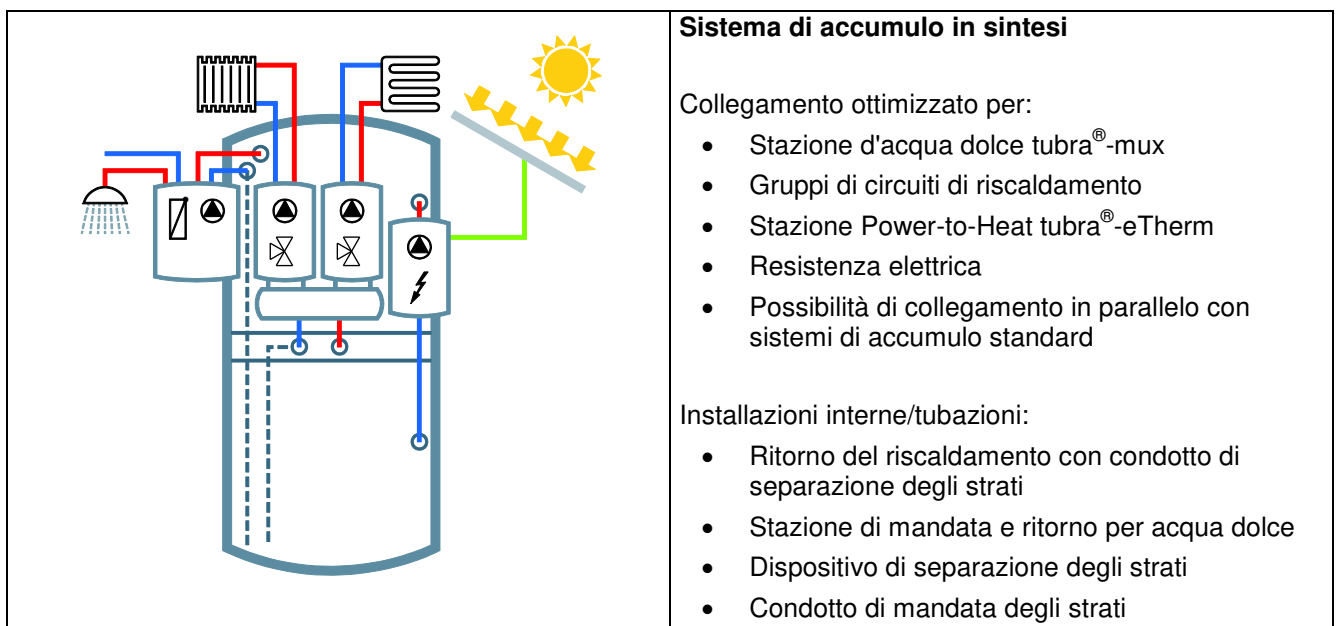 Sistema di accumulo in sintesi
Collegamento ottimizzato per:
• Stazione d'acqua dolce tubra®-mux
• Gruppi di circuiti di riscaldamento
• Stazione Power-to-Heat tubra®-eTherm
• Resistenza elettrica
• Possibilità di collegamento in parallelo con
sistemi di accumulo standard
Installazioni interne/tubazioni:
• Ritorno del riscaldamento con condotto di
separazione degli strati
• Stazione di mandata e ritorno per acqua dolce
• Dispositivo di separazione degli strati
• Condotto di mandata degli strati